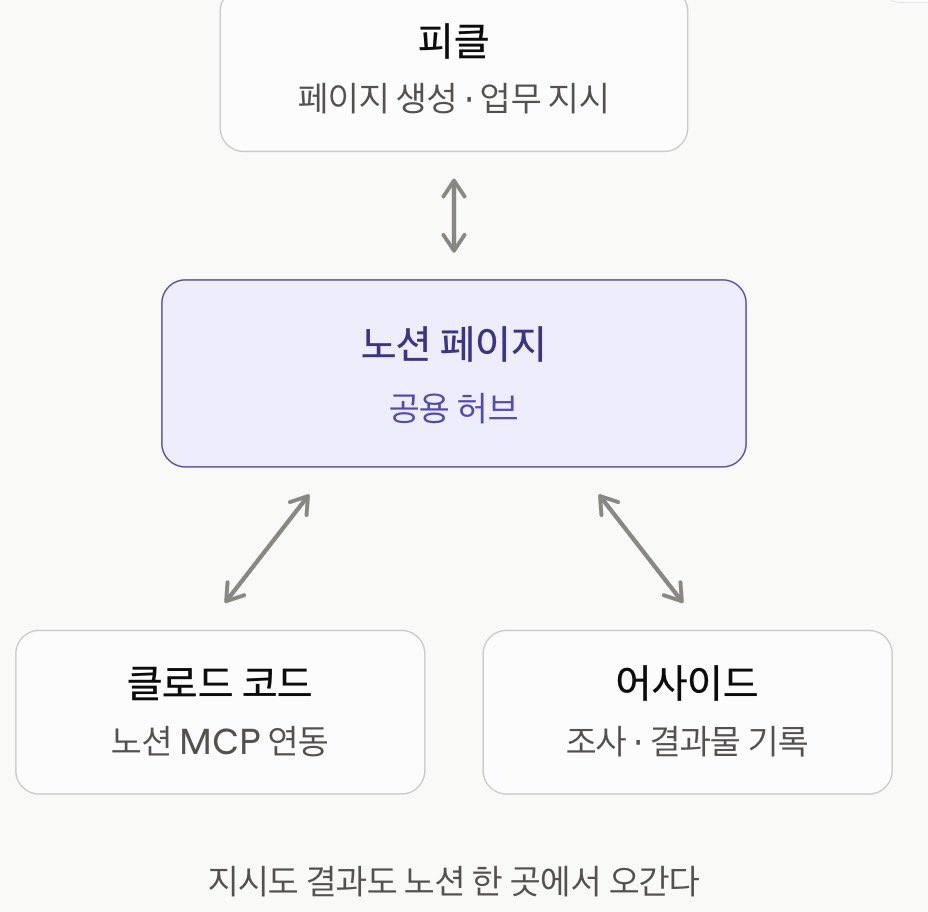 피클
페이지 생성 · 업무 지시
노션 페이지
공용 허브
클로드 코드
노션 MCP 연동
어사이드
조사 · 결과물 기록
지시도 결과도 노션 한 곳에서 오간다